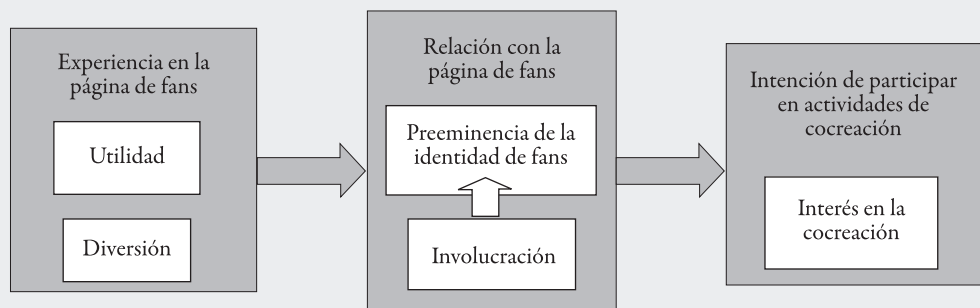 Experiencia en la
página de fans
Utilidad
Diversión
Relación con la
página de fans
Preeminencia de la
identidad de fans
Involucración
Intención de participar
en actividades de
cocreación
Interés en la
cocreación